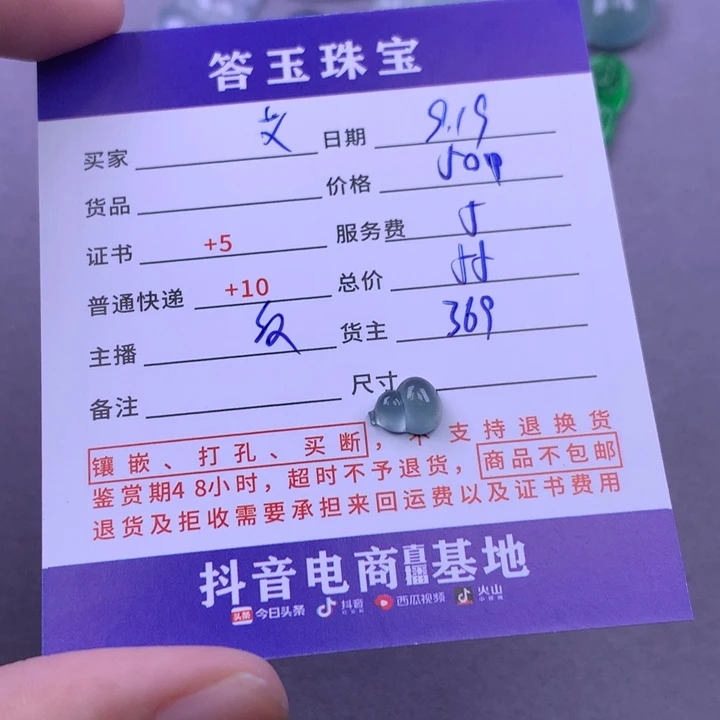 答玉珠宝
买家 文 日期 9.19
货品 价格 50
证书 +5 服务费 5
普通快递 +10 总价 55
主播 货主 369
备注 尺寸
镶嵌、打孔、买断,不支持退换货
鉴赏期48小时,超时不予退货,商品不包邮
退货及拒收需要承担来回运费以及证书费用
抖音电商直播基地
头条 今日头条 抖音 西瓜视频 火山